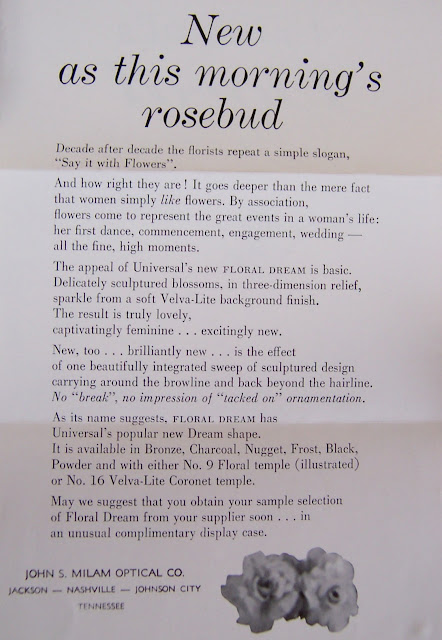 New
as this morning's
rosebud
Decade after decade the florists repeat a simple slogan,
"Say it with Flowers".
And how right they are! It goes deeper than the mere fact
that women simply like flowers. By association,
flowers come to represent the great events in a woman's life:
her first dance, commencement, engagement, wedding —
all the fine, high moments.
The appeal of Universal's new FLORAL DREAM is basic.
Delicately sculptured blossoms, in three-dimension relief,
sparkle from a soft Velva-Lite background finish.
The result is truly lovely,
captivatingly feminine . . . excitingly new.
New, too . . . brilliantly new . . . is the effect
of one beautifully integrated sweep of sculptured design
carrying around the browline and back beyond the hairline.
No "break", no impression of "tacked on" ornamentation.
As its name suggests, FLORAL DREAM has
Universal's popular new Dream shape.
It is available in Bronze, Charcoal, Nugget, Frost, Black,
Powder and with either No. 9 Floral temple (illustrated)
or No. 16 Velva-Lite Coronet temple.
May we suggest that you obtain your sample selection
of Floral Dream from your supplier soon . . . in
an unusual complimentary display case.
JOHN S. MILAM OPTICAL CO.
JACKSON — NASHVILLE — JOHNSON CITY
TENNESSEE